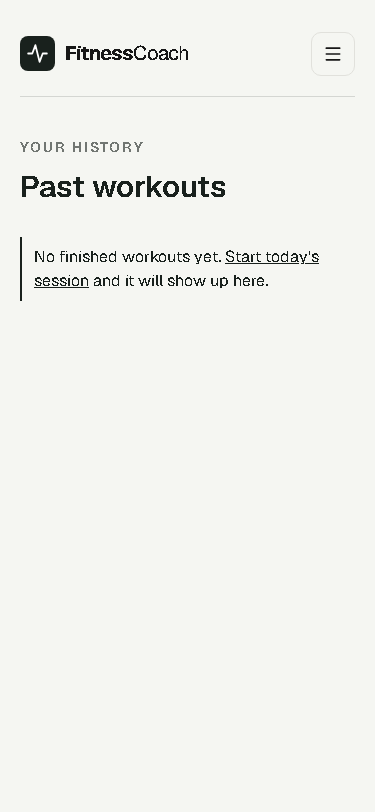 FitnessCoach
YOUR HISTORY
Past workouts
No finished workouts yet. Start today's
session and it will show up here.